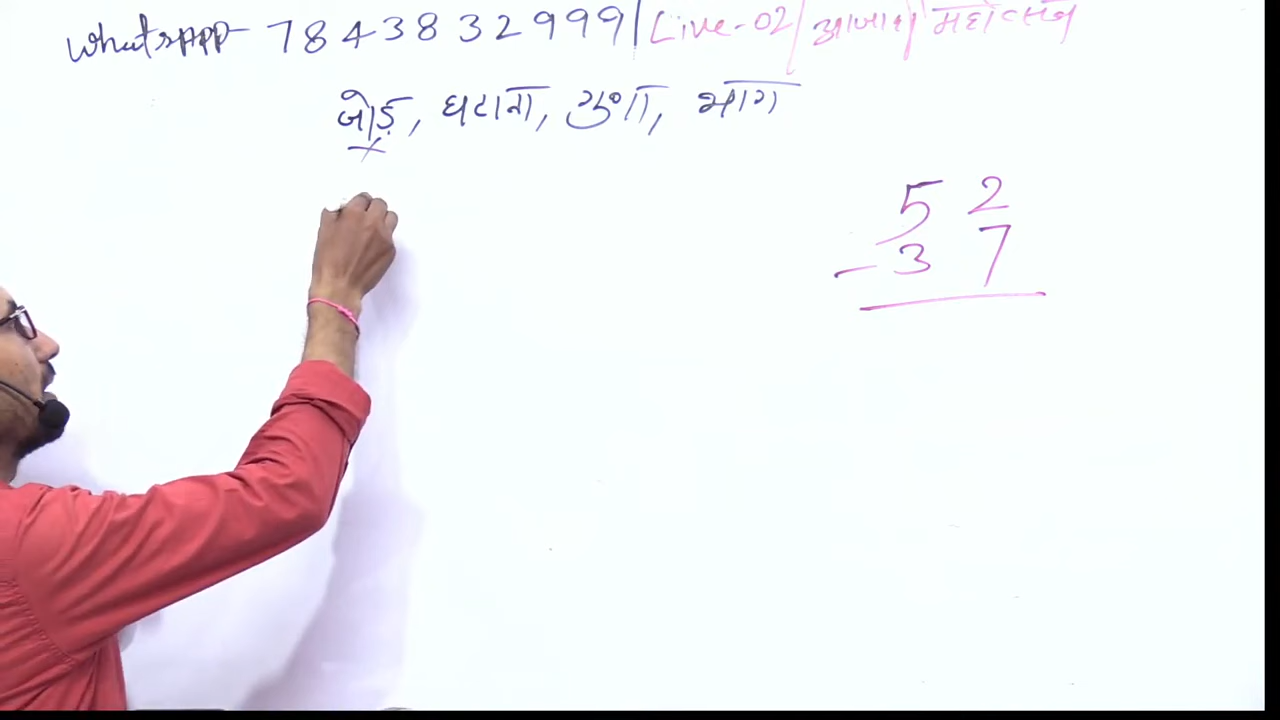 Whatsapp- 7843832999 | Live-02 / आजादी महोत्सव
जोड़, घटाना, गुणा, भाग
5 2
- 3 7